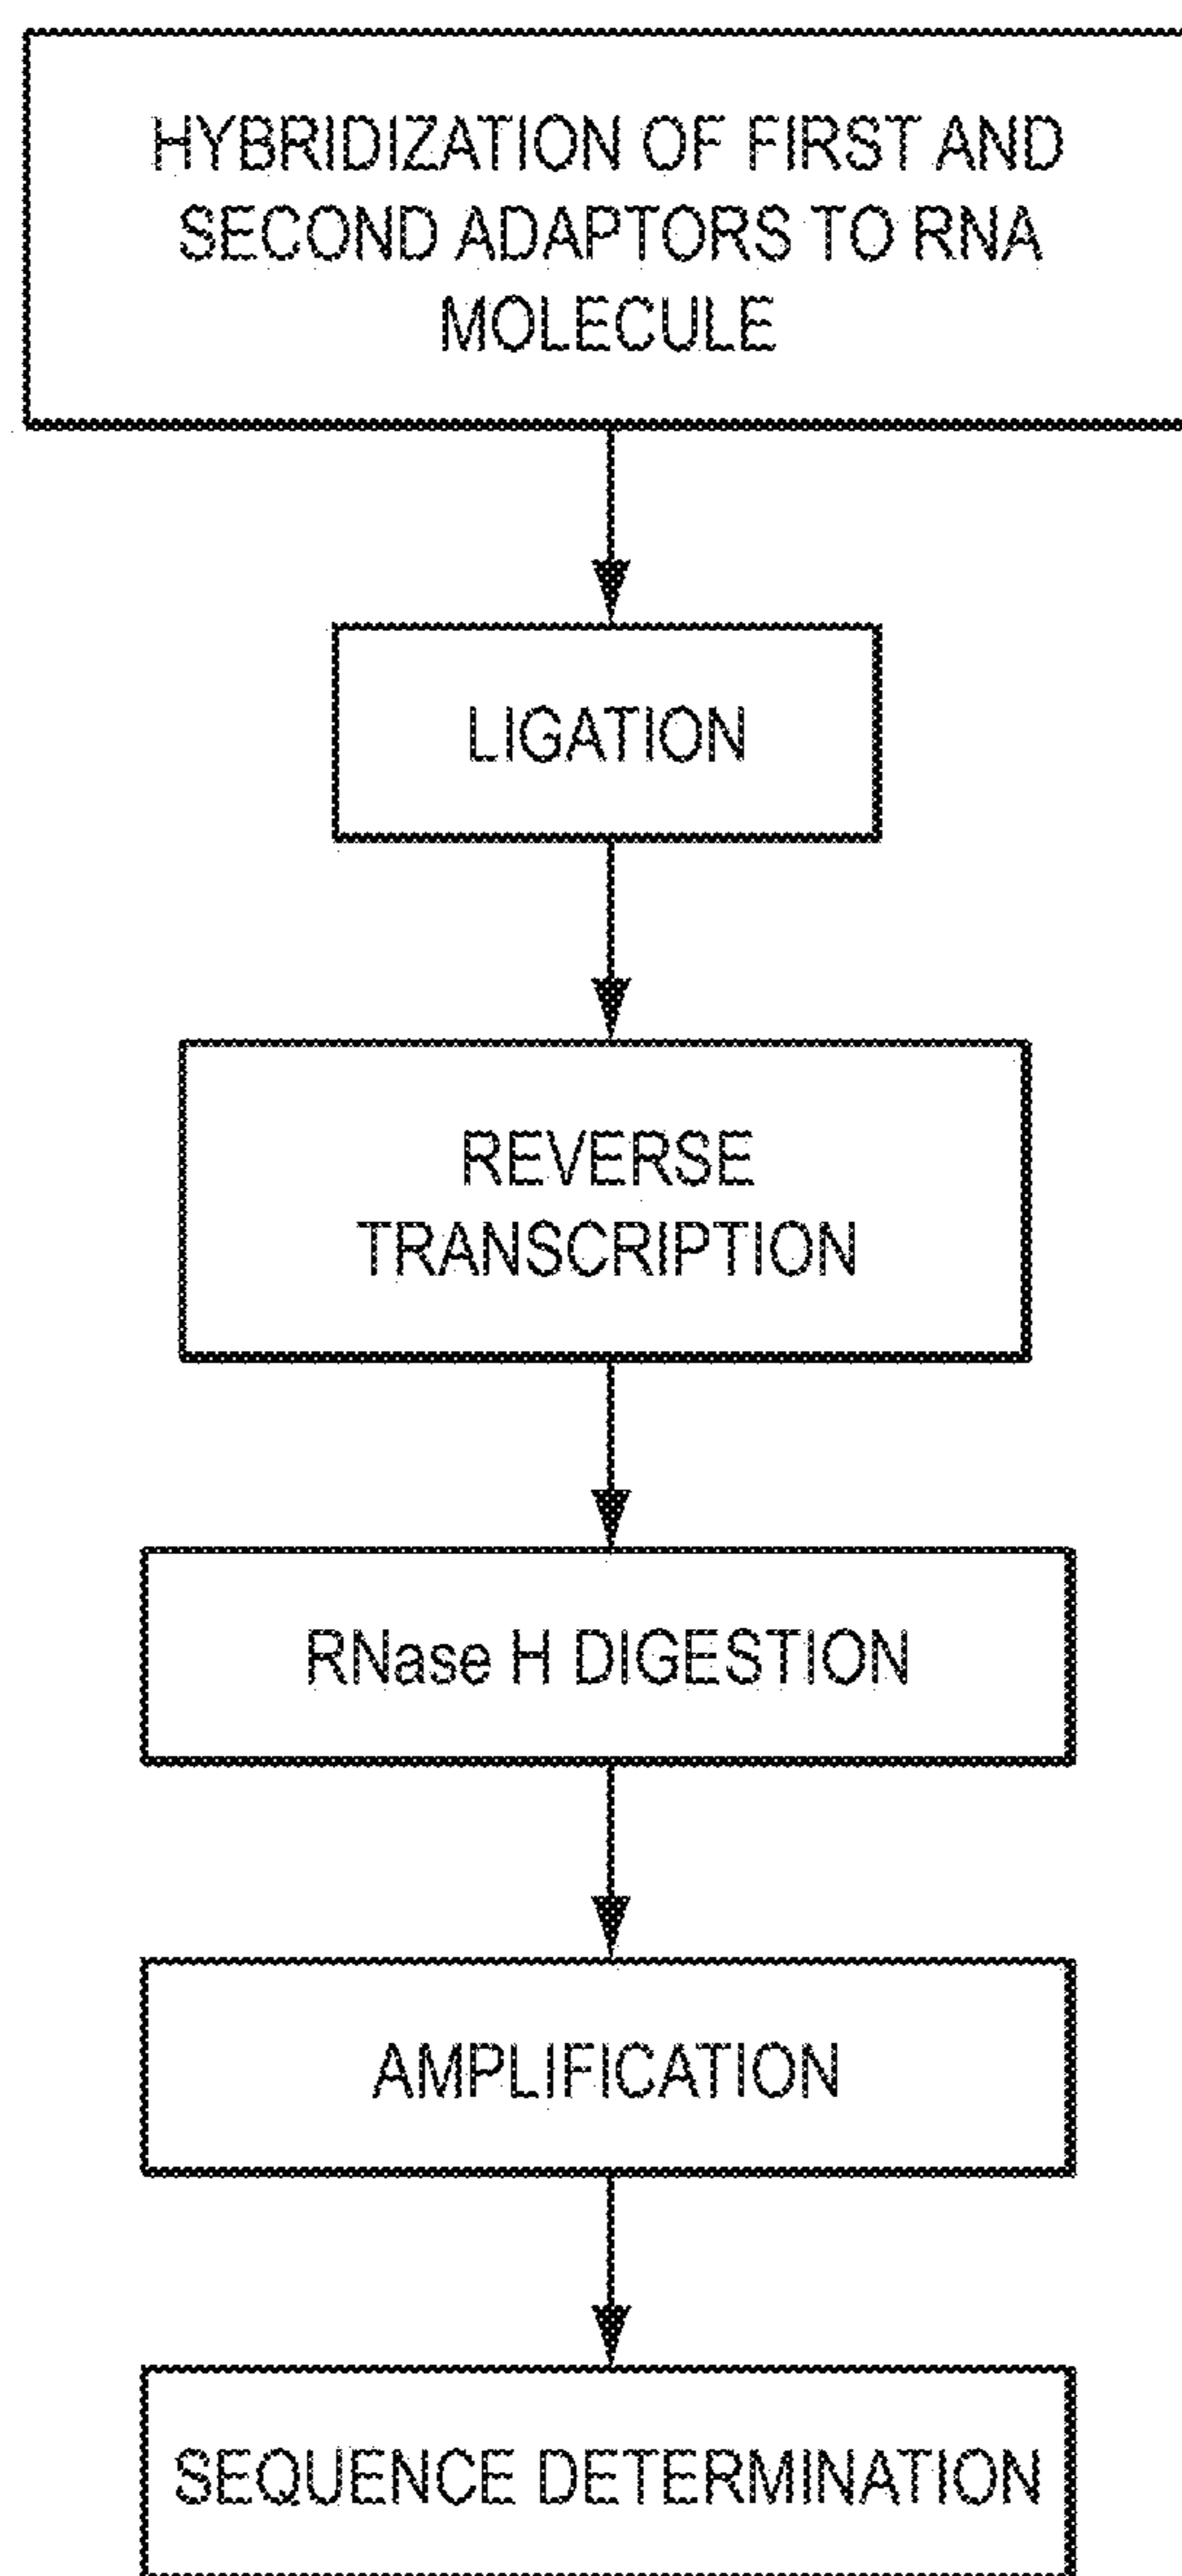 HYBRIDIZATION OF FIRST AND
SECOND ADAPTORS TO RNA
MOLECULE
LIGATION
REVERSE
TRANSCRIPTION
RNase H DIGESTION
AMPLIFICATION
SEQUENCE DETERMINATION